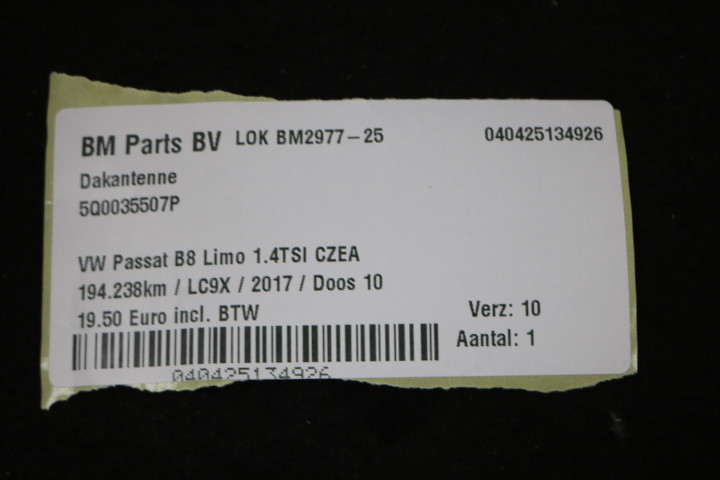 BM Parts BV LOK BM2977-25 040425134926
Dakantenne
5Q0035507P
VW Passat B8 Limo 1.4TSI CZEA
194.238km / LC9X / 2017 / Doos 10
19.50 Euro incl. BTW Verz: 10
Aantal: 1
040425134926